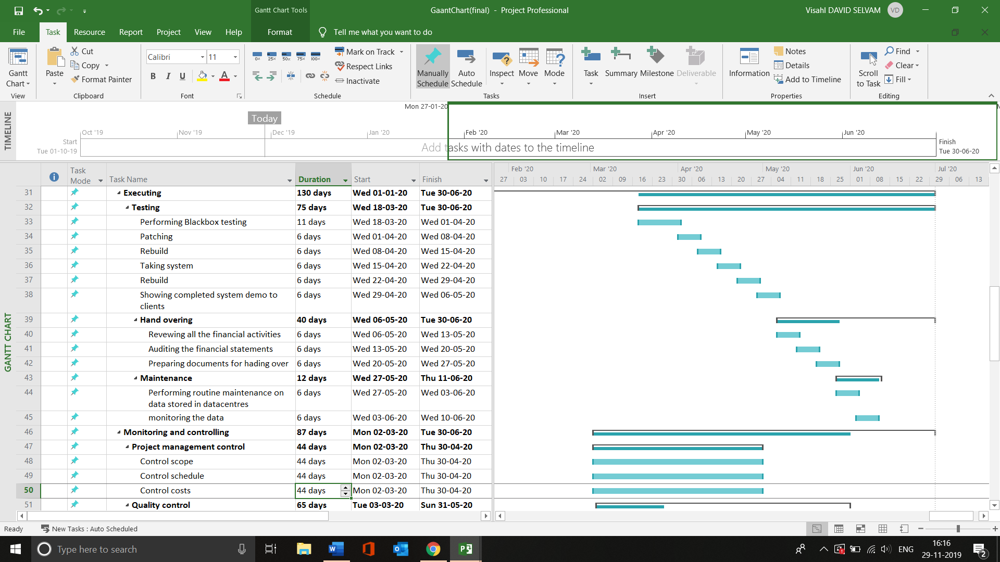 Gantt Chart Tools
GaantChart(final) - Project Professional
Visahl DAVID SELVAM VD
File Task Resource Report Project View Help Format Tell me what you want to do
Gantt Chart
View
Paste
Cut
Copy
Format Painter
Clipboard
Calibri 11
B I U A
Font
0% 25% 50% 75% 100%
Mark on Track
Respect Links
Inactivate
Schedule
Manually Schedule
Auto Schedule
Inspect
Move
Mode
Tasks
Task
Summary
Milestone
Deliverable
Insert
Information
Notes
Details
Add to Timeline
Properties
Scroll to Task
Find
Clear
Fill
Editing
TIMELINE
Mon 27-01-20
Today
Oct '19 Nov '19 Dec '19 Jan '20 Feb '20 Mar '20 Apr '20 May '20 Jun '20
Start
Tue 01-10-19
Add tasks with dates to the timeline
Finish
Tue 30-06-20
GANTT CHART
Task Mode Task Name Duration Start Finish
Feb '20 Mar '20 Apr '20 May '20 Jun '20 Jul '20
27 03 10 17 24 02 09 16 23 30 06 13 20 27 04 11 18 25 01 08 15 22 29 06 13
31 Executing 130 days Wed 01-01-20 Tue 30-06-20
32 Testing 75 days Wed 18-03-20 Tue 30-06-20
33 Performing Blackbox testing 11 days Wed 18-03-20 Wed 01-04-20
34 Patching 6 days Wed 01-04-20 Wed 08-04-20
35 Rebuild 6 days Wed 08-04-20 Wed 15-04-20
36 Taking system 6 days Wed 15-04-20 Wed 22-04-20
37 Rebuild 6 days Wed 22-04-20 Wed 29-04-20
38 Showing completed system demo to clients 6 days Wed 29-04-20 Wed 06-05-20
39 Hand overing 40 days Wed 06-05-20 Tue 30-06-20
40 Revewing all the financial activities 6 days Wed 06-05-20 Wed 13-05-20
41 Auditing the financial statements 6 days Wed 13-05-20 Wed 20-05-20
42 Preparing documents for hading over 6 days Wed 20-05-20 Wed 27-05-20
43 Maintenance 12 days Wed 27-05-20 Thu 11-06-20
44 Performing routine maintenance on data stored in datacentres 6 days Wed 27-05-20 Wed 03-06-20
45 monitoring the data 6 days Wed 03-06-20 Wed 10-06-20
46 Monitoring and controlling 87 days Mon 02-03-20 Tue 30-06-20
47 Project management control 44 days Mon 02-03-20 Thu 30-04-20
48 Control scope 44 days Mon 02-03-20 Thu 30-04-20
49 Control schedule 44 days Mon 02-03-20 Thu 30-04-20
50 Control costs 44 days Mon 02-03-20 Thu 30-04-20
51 Quality control 65 days Tue 03-03-20 Sun 31-05-20
Ready New Tasks : Auto Scheduled
Type here to search
ENG
16:16
29-11-2019
2